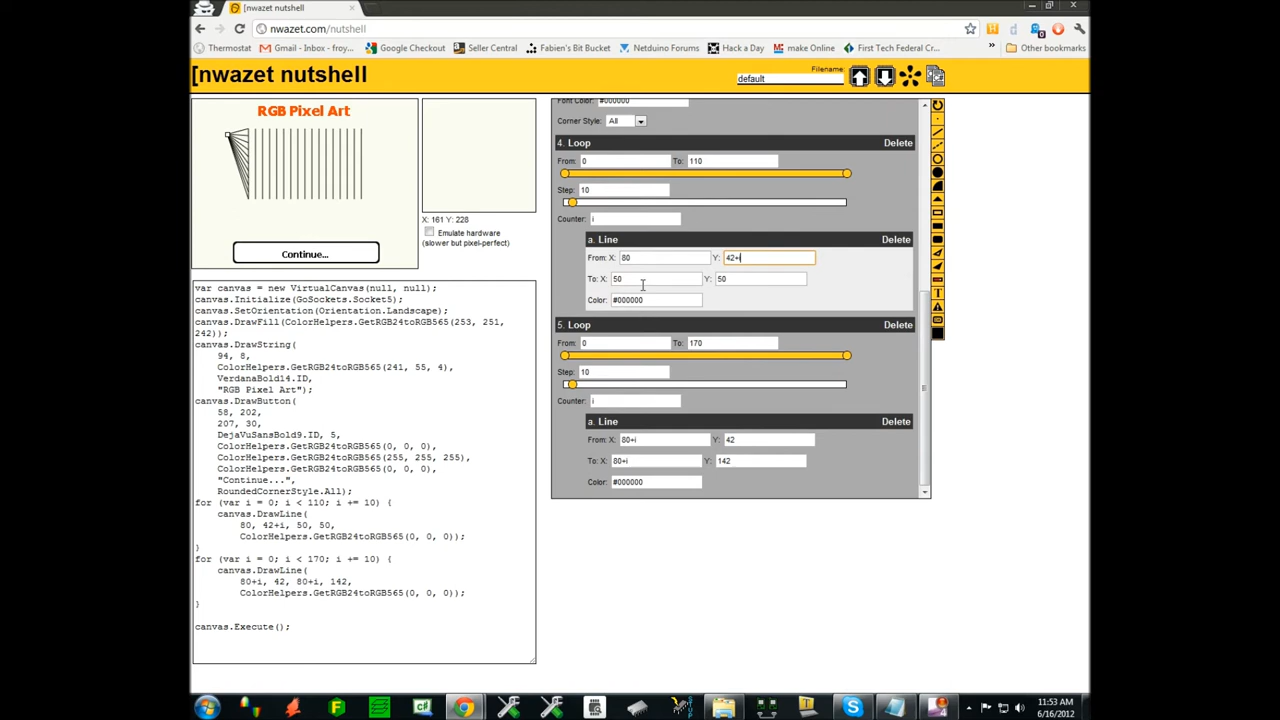 [nwazet nutshell
nwazet.com/nutshell
Thermostat
Gmail - Inbox - froy...
Google Checkout
Seller Central
Fabien's Bit Bucket
Netduino Forums
Hack a Day
make Online
First Tech Federal Cr...
»
Other bookmarks
[nwazet nutshell
Filename:
default
RGB Pixel Art
Continue...
X: 161 Y: 228
Emulate hardware
(slower but pixel-perfect)
var canvas = new VirtualCanvas(null, null);
canvas.Initialize(GoSockets.Socket5);
canvas.SetOrientation(Orientation.Landscape);
canvas.DrawFill(ColorHelpers.GetRGB24toRGB565(253, 251,
242));
canvas.DrawString(
94, 8,
ColorHelpers.GetRGB24toRGB565(241, 55, 4),
VerdanaBold14.ID,
"RGB Pixel Art");
canvas.DrawButton(
58, 202,
207, 30,
DejaVuSansBold9.ID, 5,
ColorHelpers.GetRGB24toRGB565(0, 0, 0),
ColorHelpers.GetRGB24toRGB565(255, 255, 255),
ColorHelpers.GetRGB24toRGB565(0, 0, 0),
"Continue...",
RoundedCornerStyle.All);
for (var i = 0; i < 110; i += 10) {
canvas.DrawLine(
80, 42+i, 50, 50,
ColorHelpers.GetRGB24toRGB565(0, 0, 0));
}
for (var i = 0; i < 170; i += 10) {
canvas.DrawLine(
80+i, 42, 80+i, 142,
ColorHelpers.GetRGB24toRGB565(0, 0, 0));
}
canvas.Execute();
Font Color: #000000
Corner Style: All
4. Loop Delete
From: 0 To: 110
Step: 10
Counter: i
a. Line Delete
From: X: 80 Y: 42+i
To: X: 50 Y: 50
Color: #000000
5. Loop Delete
From: 0 To: 170
Step: 10
Counter: i
a. Line Delete
From: X: 80+i Y: 42
To: X: 80+i Y: 142
Color: #000000
11:53 AM
6/16/2012